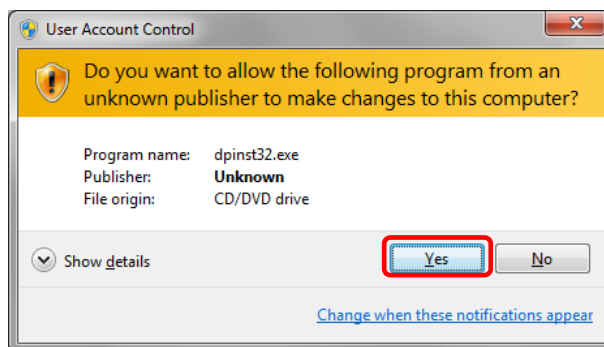 User Account Control
Do you want to allow the following program from an
unknown publisher to make changes to this computer?
Program name: dpinst32.exe
Publisher: Unknown
File origin: CD/DVD drive
Show details Yes No
Change when these notifications appear